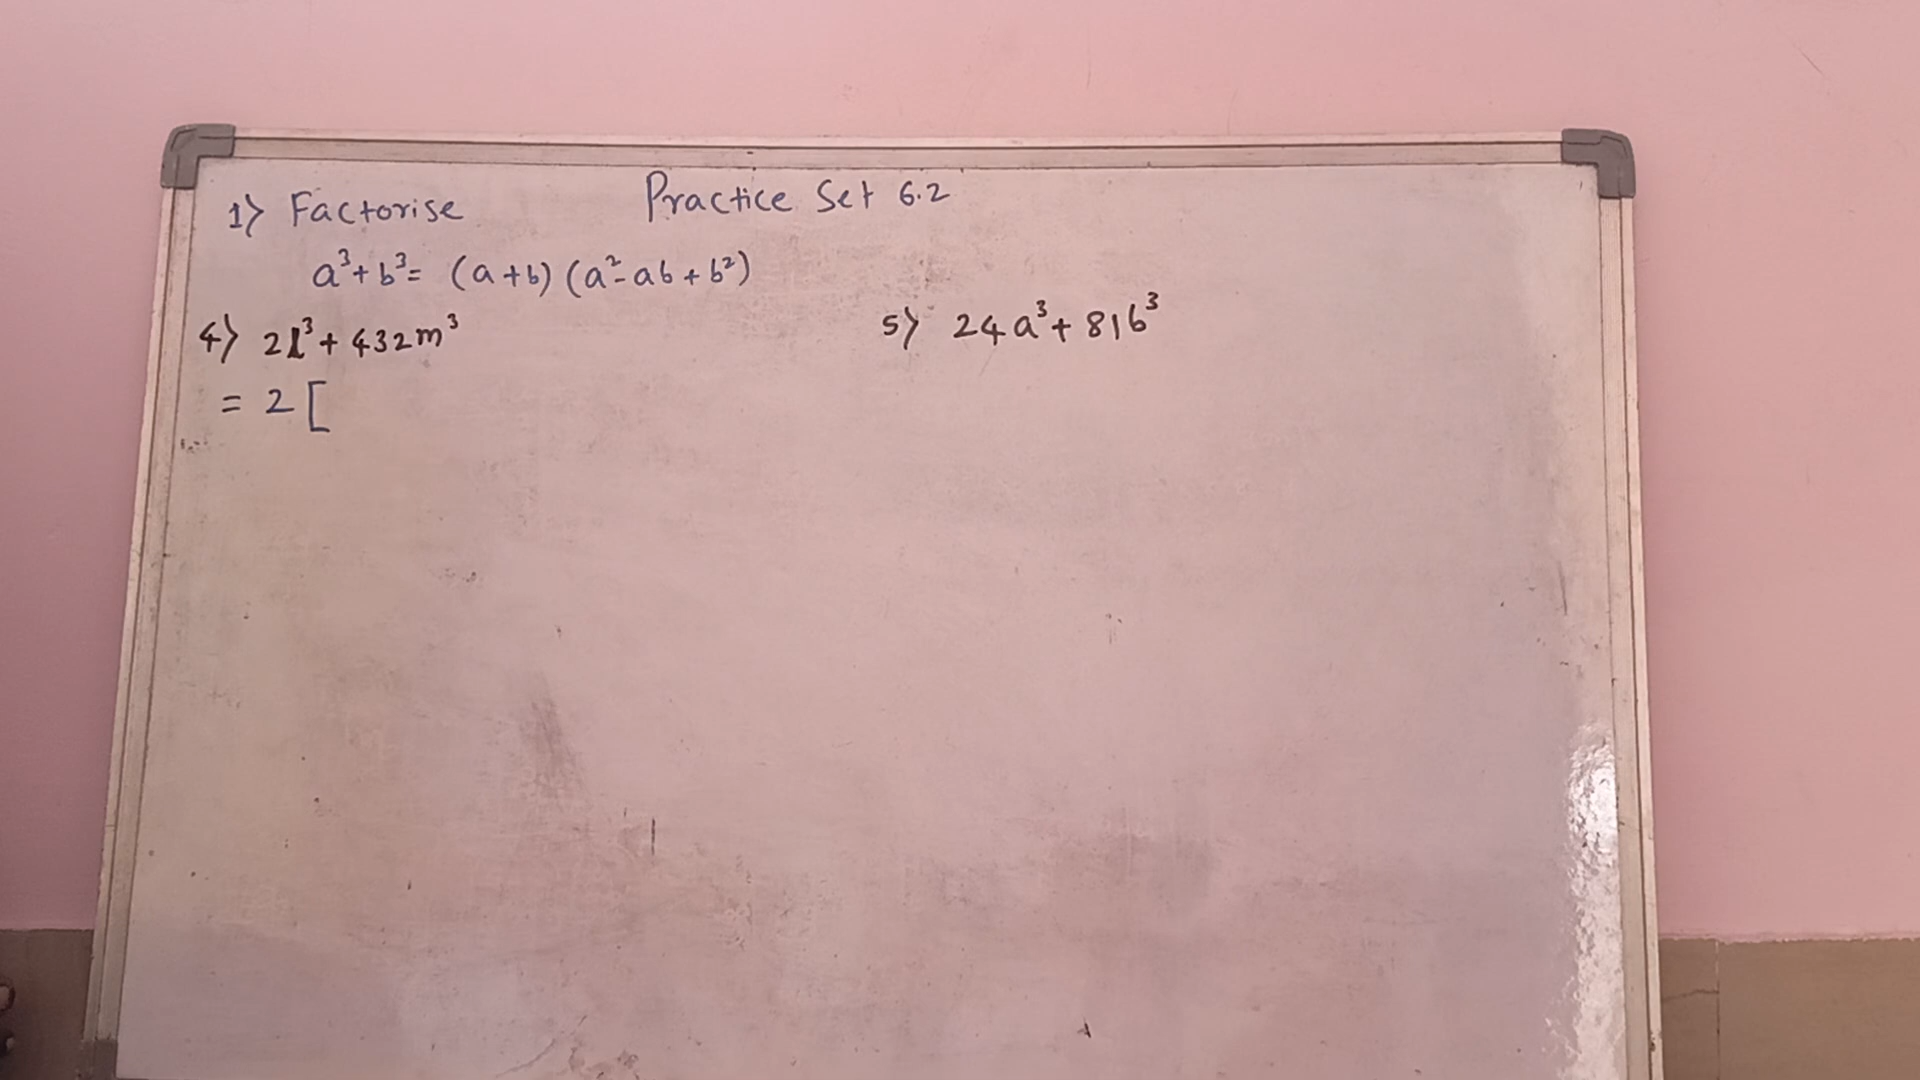 1) Factorise Practice Set 6.2
a³+ b³= (a+b) (a²-ab+b²)
4) 2l³+ 432m³ 5) 24a³+ 81b³
= 2 [